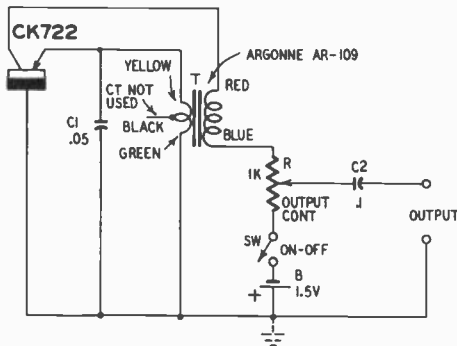 CK722
ARGONNE AR-109
YELLOW
T
RED
CT NOT
USED
BLACK
BLUE
GREEN
C1
.05
R
1K
OUTPUT
CONT
C2
.1
OUTPUT
SW
ON-OFF
B
+
1.5V